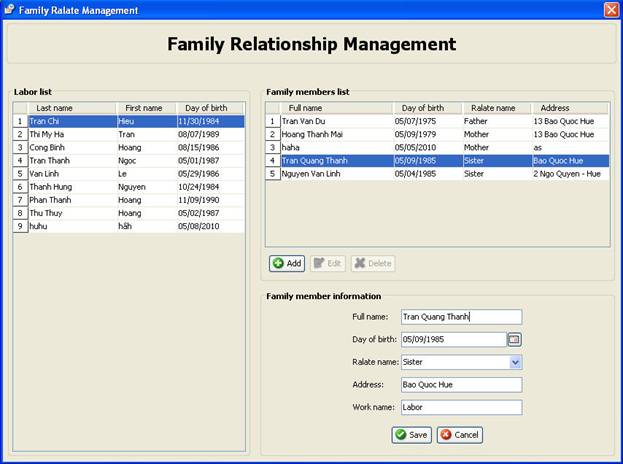 Family Ralate Management
Family Relationship Management
Labor list
Last name First name Day of birth
1 Tran Chi Hieu 11/30/1984
2 Thi My Ha Tran 08/07/1989
3 Cong Binh Hoang 08/15/1986
4 Tran Thanh Ngoc 05/01/1987
5 Van Linh Le 05/29/1986
6 Thanh Hung Nguyen 10/24/1984
7 Phan Thanh Hoang 11/09/1990
8 Thu Thuy Hoang 05/02/1987
9 huhu hâh 05/08/2010
Family members list
Full name Day of birth Ralate name Address
1 Tran Van Du 05/07/1975 Father 13 Bao Quoc Hue
2 Hoang Thanh Mai 05/09/1979 Mother 13 Bao Quoc Hue
3 haha 05/05/2010 Mother as
4 Tran Quang Thanh 05/09/1985 Sister Bao Quoc Hue
5 Nguyen Van Linh 05/04/1985 Sister 2 Ngo Quyen - Hue
Add Edit Delete
Family member information
Full name: Tran Quang Thanh
Day of birth: 05/09/1985
Ralate name: Sister
Address: Bao Quoc Hue
Work name: Labor
Save Cancel